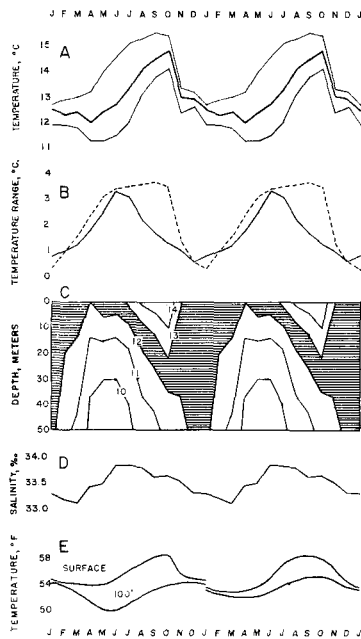 J F M A M J J A S O N D J F M A M J J A S O N D J
A
TEMPERATURE, °C
15
14
13
12
11
B
TEMPERATURE RANGE, °C.
4
3
2
1
0
C
DEPTH, METERS
0
10
20
30
40
50
14
13
12
11
10
D
SALINITY, ‰
34.0
33.5
33.0
E
TEMPERATURE, °F
58
54
50
SURFACE
100'
J F M A M J J A S O N D J F M A M J J A S O N D J